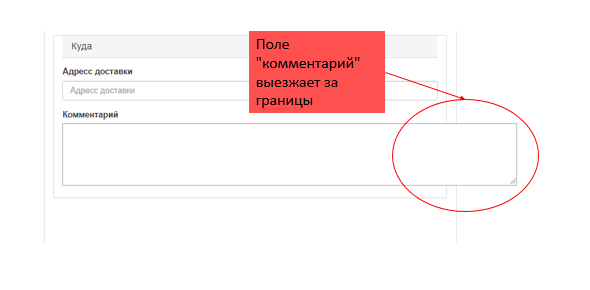 Куда
Поле
"комментарий"
выезжает за
границы
Адресс доставки
Адресс доставки
Комментарий